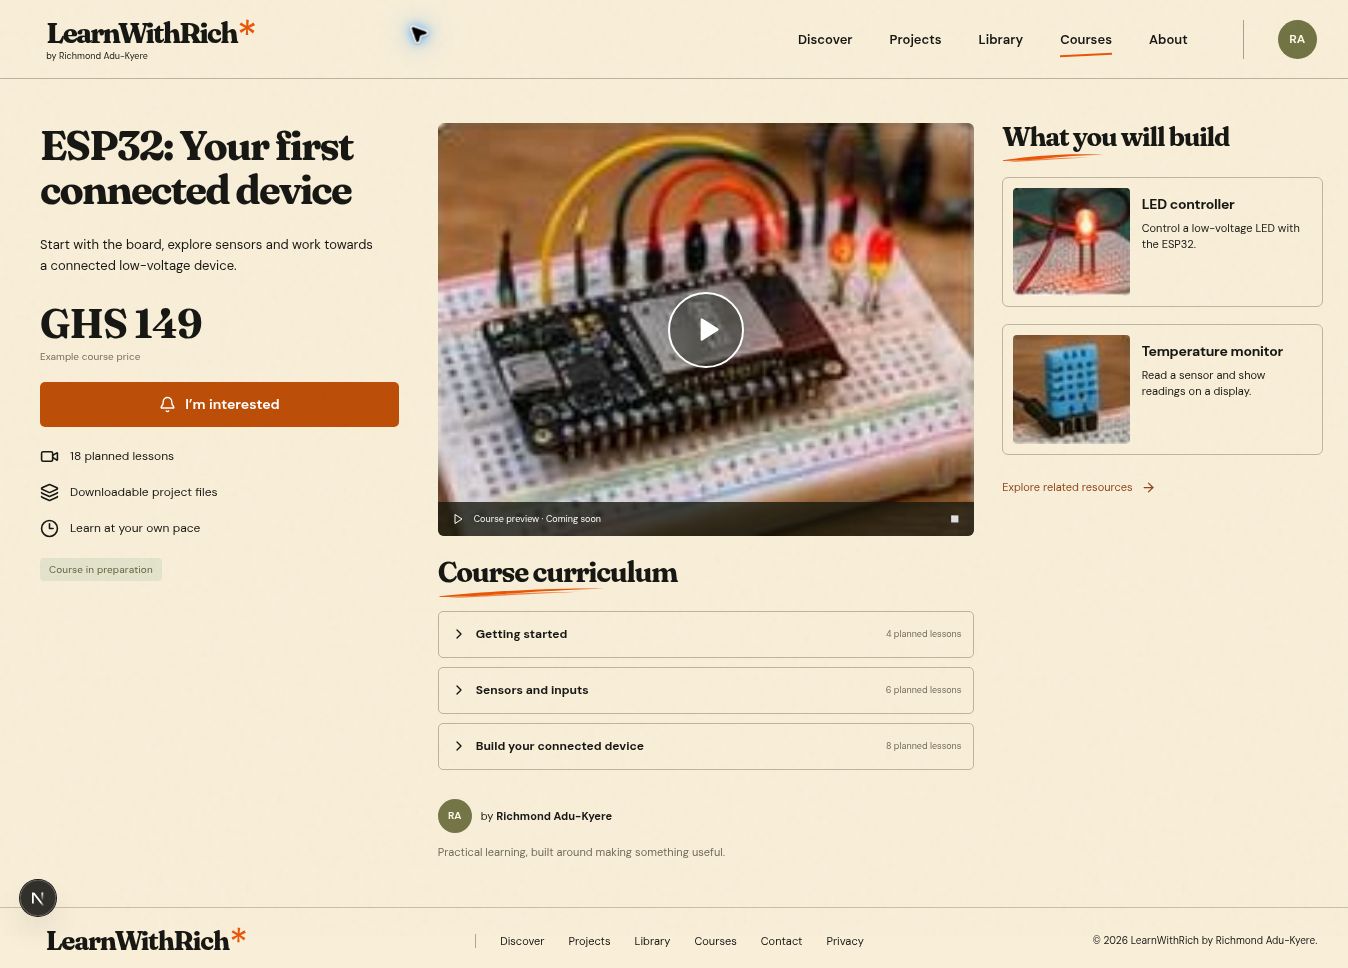 LearnWithRich*
by Richmond Adu-Kyere
Discover
Projects
Library
Courses
About
RA
ESP32: Your first
connected device
Start with the board, explore sensors and work towards
a connected low-voltage device.
GHS 149
Example course price
I’m interested
18 planned lessons
Downloadable project files
Learn at your own pace
Course in preparation
Course preview · Coming soon
Course curriculum
Getting started
4 planned lessons
Sensors and inputs
6 planned lessons
Build your connected device
8 planned lessons
RA
by Richmond Adu-Kyere
Practical learning, built around making something useful.
What you will build
LED controller
Control a low-voltage LED with
the ESP32.
Temperature monitor
Read a sensor and show
readings on a display.
Explore related resources
N
LearnWithRich*
Discover
Projects
Library
Courses
Contact
Privacy
© 2026 LearnWithRich by Richmond Adu-Kyere.